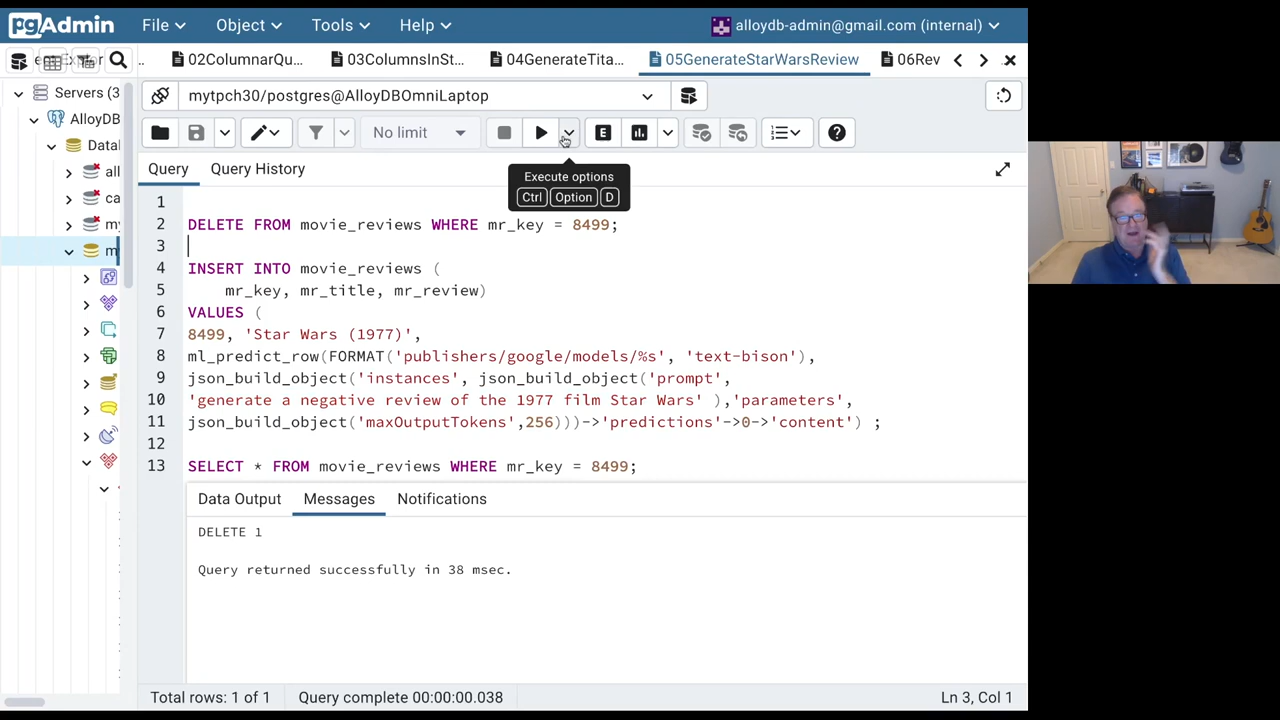 pgAdmin File Object Tools Help alloydb-admin@gmail.com (internal)
02ColumnarQu... 03ColumnsInSt... 04GenerateTita... 05GenerateStarWarsReview 06Rev
Servers (3
mytpch30/postgres@AlloyDBOmniLaptop
AlloyDB
No limit
E
Datal
Execute options
Ctrl Option D
Query Query History
all
ca
my
m
1
2 DELETE FROM movie_reviews WHERE mr_key = 8499;
3
4 INSERT INTO movie_reviews (
5 mr_key, mr_title, mr_review)
6 VALUES (
7 8499, 'Star Wars (1977)',
8 ml_predict_row(FORMAT('publishers/google/models/%s', 'text-bison'),
9 json_build_object('instances', json_build_object('prompt',
10 'generate a negative review of the 1977 film Star Wars' ),'parameters',
11 json_build_object('maxOutputTokens',256)))->'predictions'->0->'content') ;
12
13 SELECT * FROM movie_reviews WHERE mr_key = 8499;
Data Output Messages Notifications
DELETE 1
Query returned successfully in 38 msec.
Total rows: 1 of 1 Query complete 00:00:00.038 Ln 3, Col 1